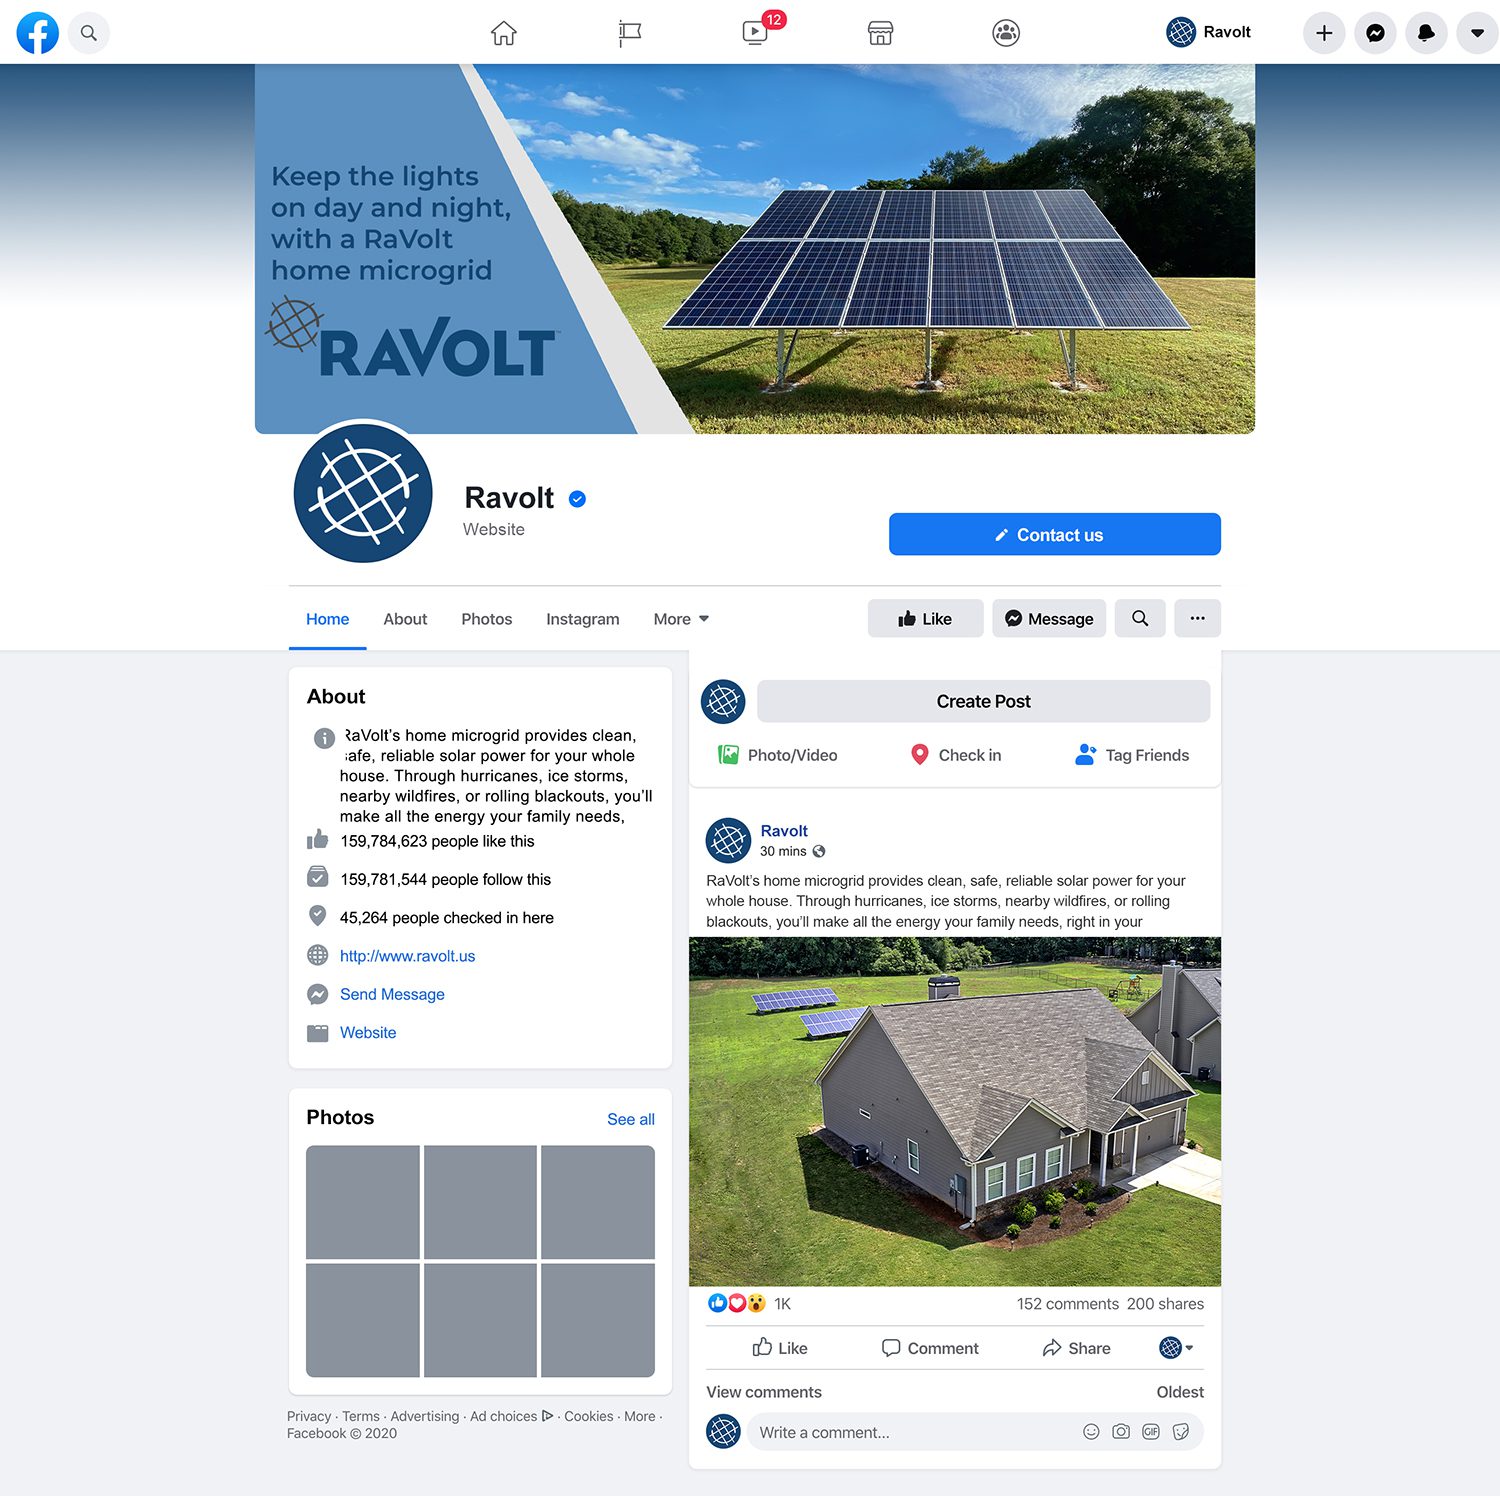 12
Ravolt
Keep the lights
on day and night,
with a RaVolt
home microgrid
RAVOLT™
Ravolt
Website
Contact us
Home
About
Photos
Instagram
More
Like
Message
About
RaVolt's home microgrid provides clean,
safe, reliable solar power for your whole
house. Through hurricanes, ice storms,
nearby wildfires, or rolling blackouts, you'll
make all the energy your family needs,
159,784,623 people like this
159,781,544 people follow this
45,264 people checked in here
http://www.ravolt.us
Send Message
Website
Photos
See all
Privacy · Terms · Advertising · Ad choices · Cookies · More ·
Facebook © 2020
Create Post
Photo/Video
Check in
Tag Friends
Ravolt
30 mins
RaVolt's home microgrid provides clean, safe, reliable solar power for your
whole house. Through hurricanes, ice storms, nearby wildfires, or rolling
blackouts, you'll make all the energy your family needs, right in your
1K
152 comments 200 shares
Like
Comment
Share
View comments
Oldest
Write a comment...
GIF